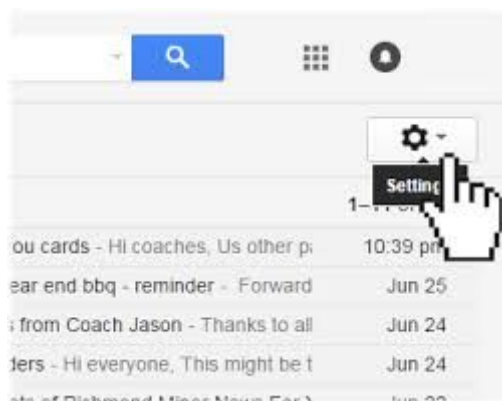 Setting
ou cards - Hi coaches, Us other pa
10:39 pm
ear end bbq - reminder - Forward
Jun 25
s from Coach Jason - Thanks to all
Jun 24
ders - Hi everyone, This might be t
Jun 24